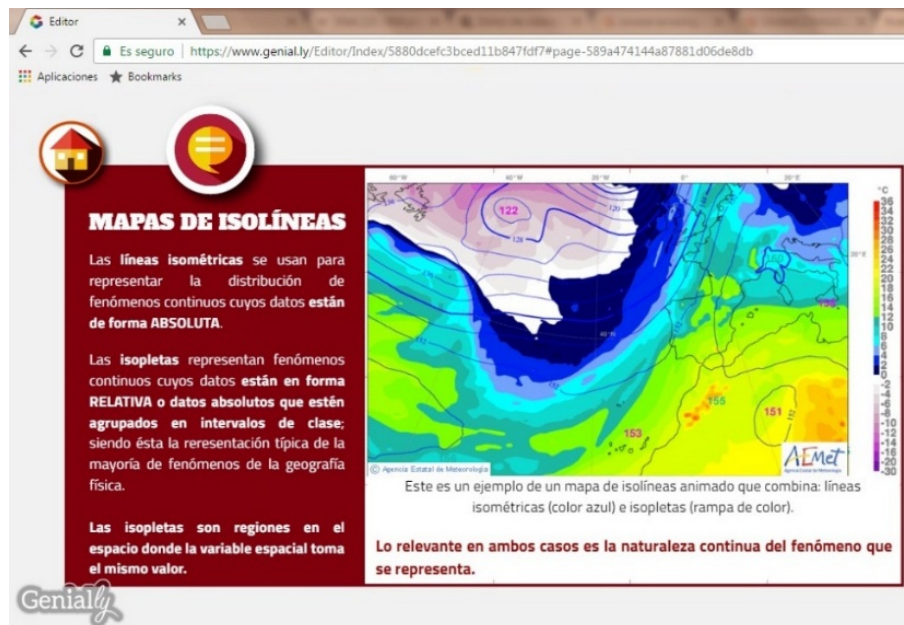 Editor
Es seguro | https://www.genial.ly/Editor/Index/5880dcefc3bced11b847fdf7#page-589a474144a87881d06de8db
Aplicaciones Bookmarks
MAPAS DE ISOLÍNEAS
Las líneas isométricas se usan para
representar la distribución de
fenómenos continuos cuyos datos están
de forma ABSOLUTA.
Las isopletas representan fenómenos
continuos cuyos datos están en forma
RELATIVA o datos absolutos que estén
agrupados en intervalos de clase;
siendo ésta la reresentación típica de la
mayoría de fenómenos de la geografía
física.
Las isopletas son regiones en el
espacio donde la variable espacial toma
el mismo valor.
122
128
155
151
153
°C
36
34
32
30
28
26
24
22
20
18
16
14
12
10
8
6
4
2
0
-2
-4
-6
-8
-10
-12
-14
-16
-20
-30
© Agencia Estatal de Meteorología
AEMet
Agencia Estatal de Meteorología
Este es un ejemplo de un mapa de isolíneas animado que combina: líneas
isométricas (color azul) e isopletas (rampa de color).
Lo relevante en ambos casos es la naturaleza continua del fenómeno que
se representa.
Genially